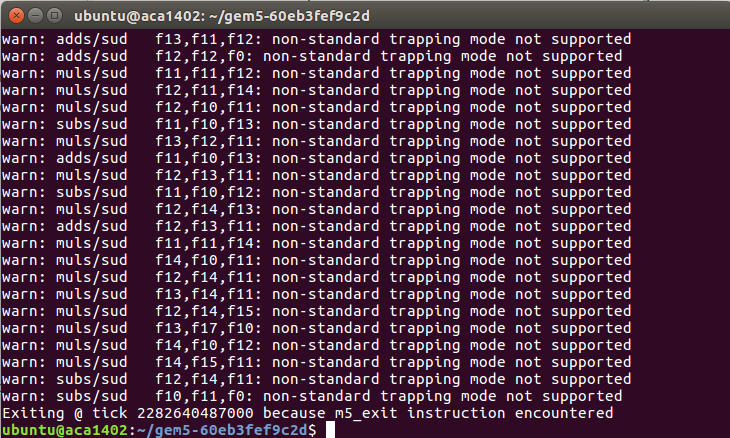 ubuntu@aca1402: ~/gem5-60eb3fef9c2d
warn: adds/sud   f13,f11,f12: non-standard trapping mode not supported
warn: adds/sud   f12,f12,f0: non-standard trapping mode not supported
warn: muls/sud   f11,f11,f12: non-standard trapping mode not supported
warn: muls/sud   f12,f11,f14: non-standard trapping mode not supported
warn: muls/sud   f12,f10,f11: non-standard trapping mode not supported
warn: subs/sud   f11,f10,f13: non-standard trapping mode not supported
warn: muls/sud   f13,f12,f11: non-standard trapping mode not supported
warn: adds/sud   f11,f10,f13: non-standard trapping mode not supported
warn: muls/sud   f12,f13,f11: non-standard trapping mode not supported
warn: subs/sud   f11,f10,f12: non-standard trapping mode not supported
warn: muls/sud   f12,f14,f13: non-standard trapping mode not supported
warn: adds/sud   f12,f13,f11: non-standard trapping mode not supported
warn: muls/sud   f11,f11,f14: non-standard trapping mode not supported
warn: muls/sud   f14,f10,f11: non-standard trapping mode not supported
warn: muls/sud   f12,f14,f11: non-standard trapping mode not supported
warn: muls/sud   f13,f14,f11: non-standard trapping mode not supported
warn: muls/sud   f12,f14,f15: non-standard trapping mode not supported
warn: muls/sud   f13,f17,f10: non-standard trapping mode not supported
warn: muls/sud   f14,f10,f12: non-standard trapping mode not supported
warn: muls/sud   f14,f15,f11: non-standard trapping mode not supported
warn: subs/sud   f12,f14,f11: non-standard trapping mode not supported
warn: subs/sud   f10,f11,f0: non-standard trapping mode not supported
Exiting @ tick 2282640487000 because m5_exit instruction encountered
ubuntu@aca1402:~/gem5-60eb3fef9c2d$